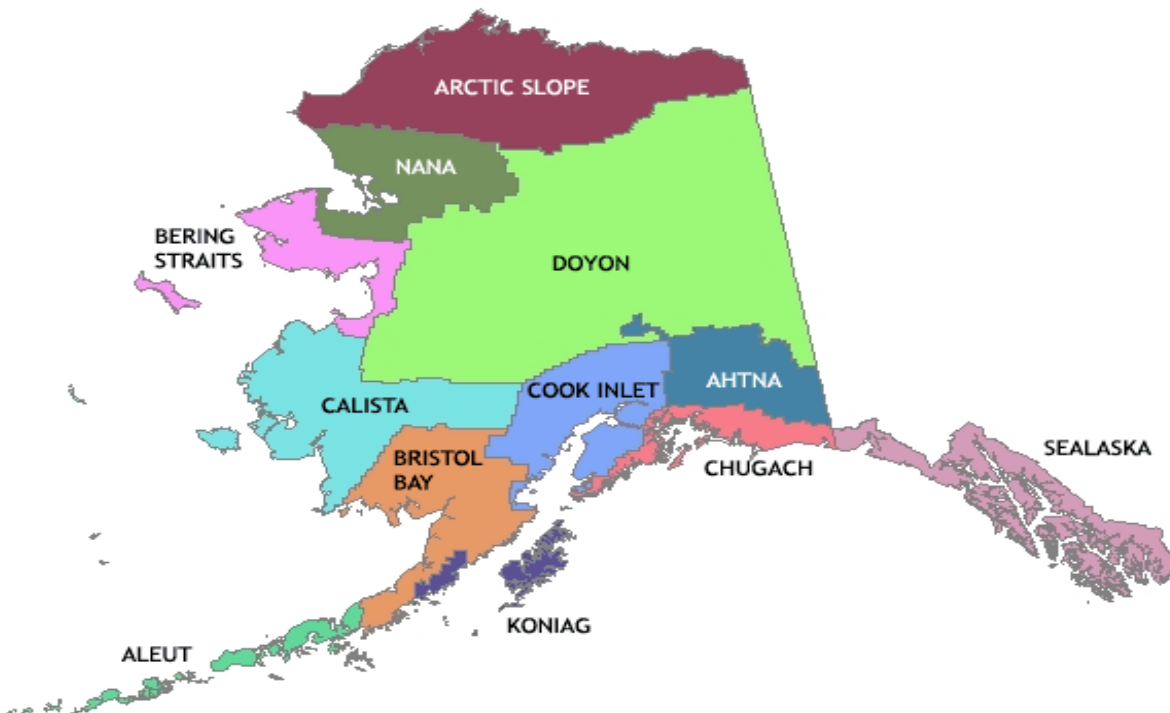 ARCTIC SLOPE
NANA
BERING
STRAITS
DOYON
AHTNA
COOK INLET
CALISTA
BRISTOL
BAY
CHUGACH
SEALASKA
KONIAG
ALEUT